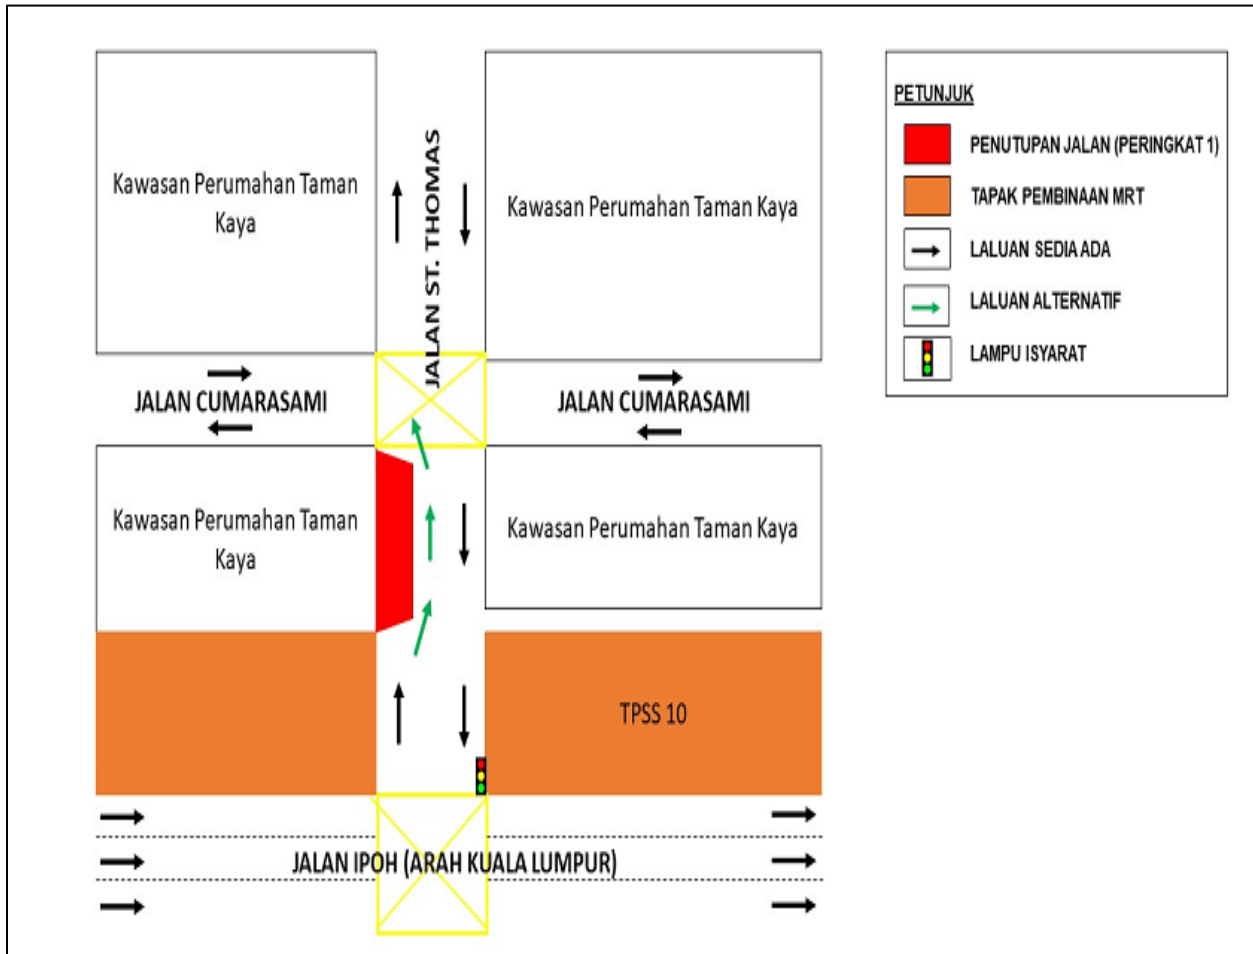 Kawasan Perumahan Taman
Kaya
JALAN ST. THOMAS
Kawasan Perumahan Taman Kaya
PETUNJUK
PENUTUPAN JALAN (PERINGKAT 1)
TAPAK PEMBINAAN MRT
LALUAN SEDIA ADA
LALUAN ALTERNATIF
LAMPU ISYARAT
JALAN CUMARASAMI
JALAN CUMARASAMI
Kawasan Perumahan Taman
Kaya
Kawasan Perumahan Taman Kaya
TPSS 10
JALAN IPOH (ARAH KUALA LUMPUR)